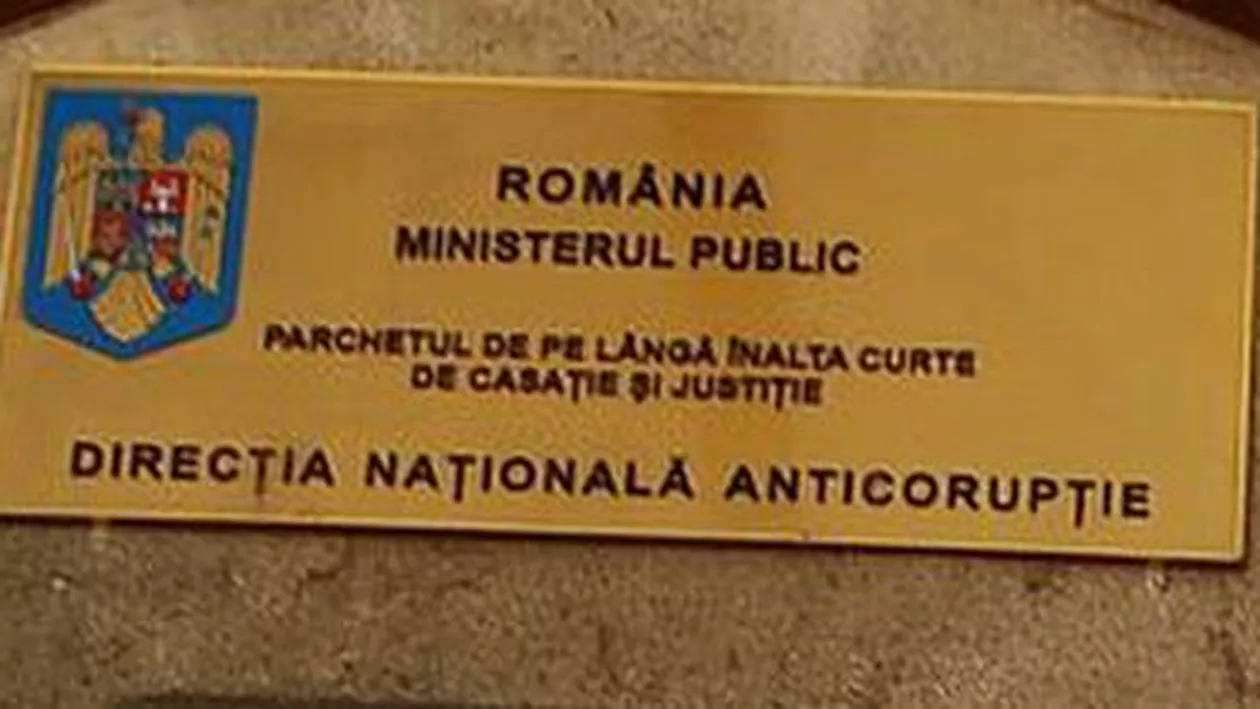 ROMÂNIA
MINISTERUL PUBLIC
PARCHETUL DE PE LÂNGĂ ÎNALTA CURTE
DE CASAȚIE ȘI JUSTIȚIE
DIRECȚIA NAȚIONALĂ ANTICORUPȚIE